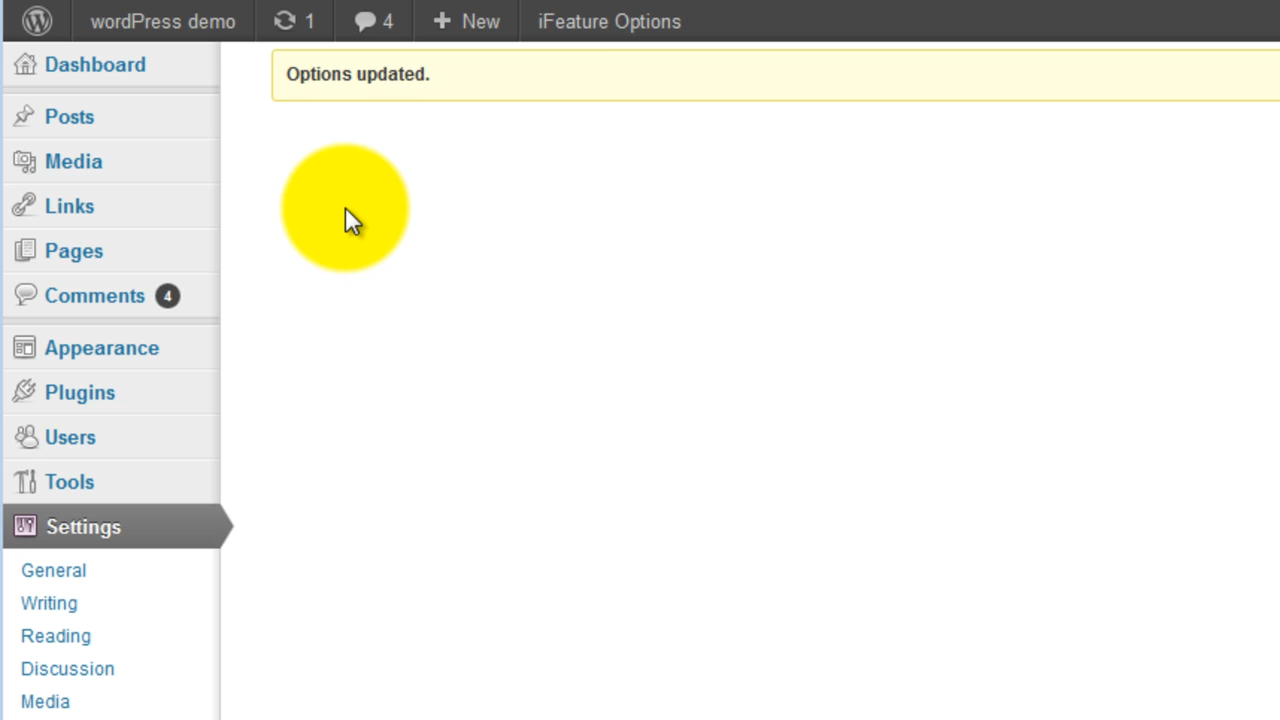 wordPress demo 1 4 + New iFeature Options
Dashboard
Options updated.
Posts
Media
Links
Pages
Comments 4
Appearance
Plugins
Users
Tools
Settings
General
Writing
Reading
Discussion
Media